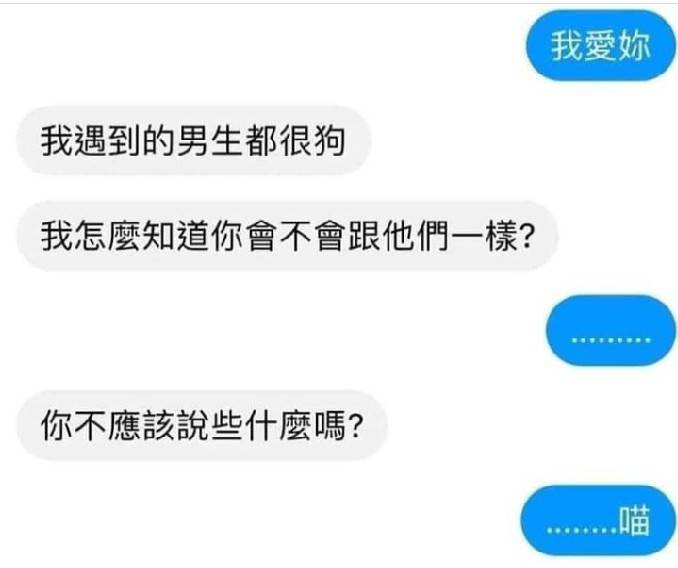 我愛妳
我遇到的男生都很狗
我怎麼知道你會不會跟他們一樣?
.........
你不應該說些什麼嗎?
........喵